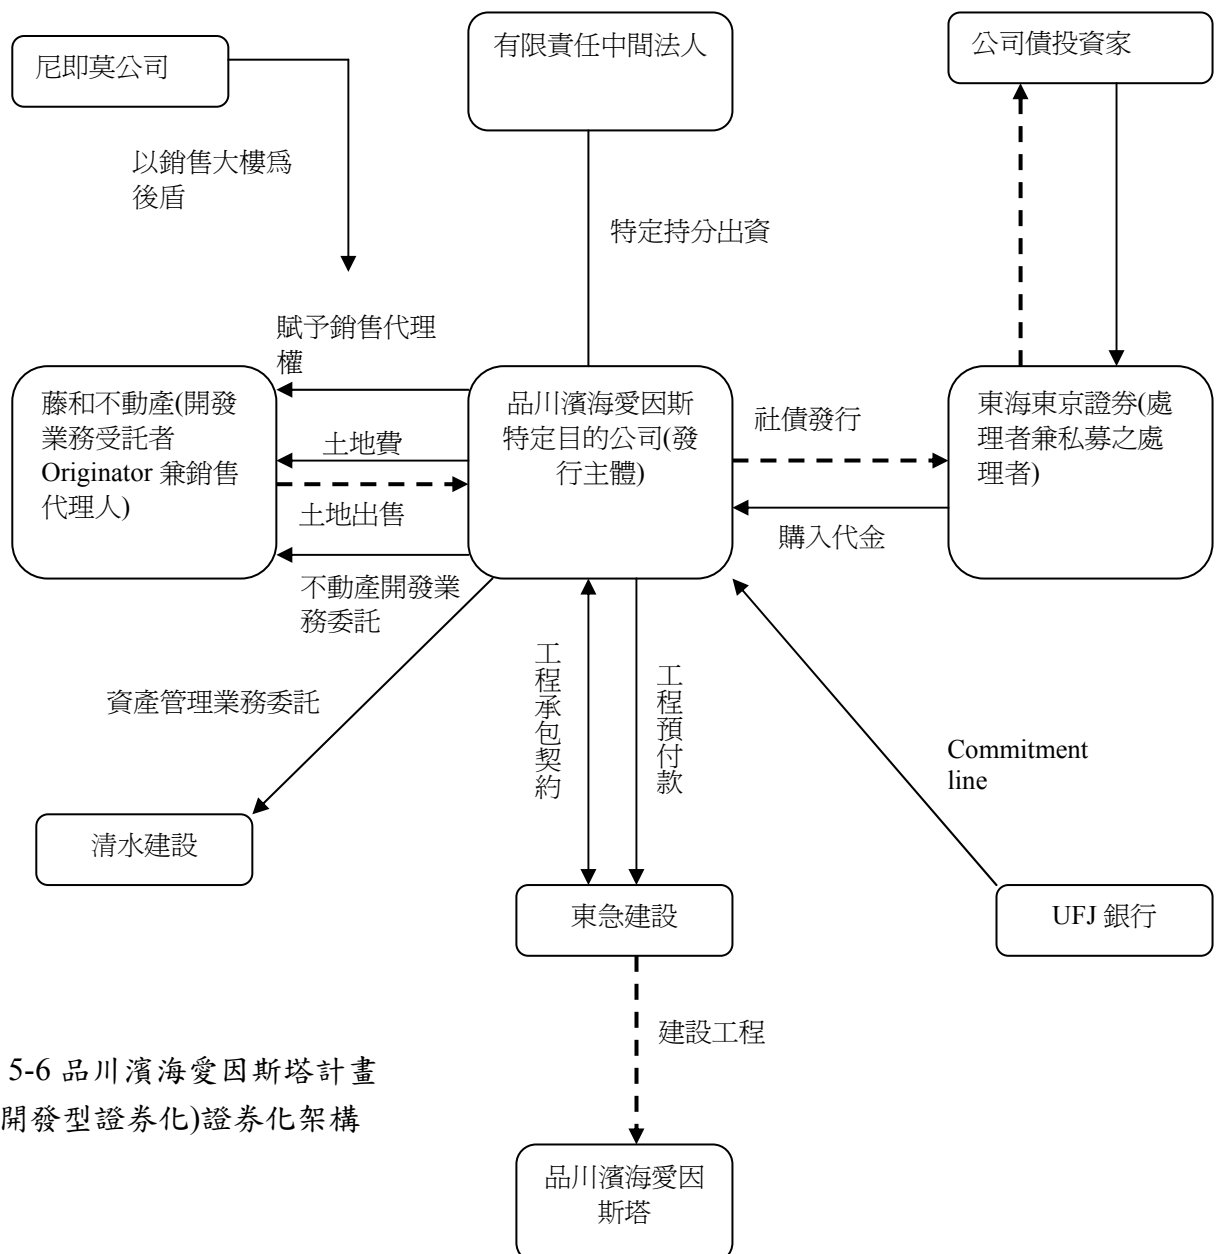 尼即莫公司
有限責任中間法人
公司債投資家
以銷售大樓爲
後盾
特定持分出資
賦予銷售代理
權
藤和不動產(開發
業務受託者
Originator 兼銷售
代理人)
土地費
土地出售
不動產開發業
務委託
品川濱海愛因斯
特定目的公司(發
行主體)
社債發行
購入代金
東海東京證券(處
理者兼私募之處
理者)
資產管理業務委託
工程承包契約
工程預付款
Commitment
line
清水建設
東急建設
UFJ 銀行
建設工程
5-6 品川濱海愛因斯塔計畫
開發型證券化)證券化架構
品川濱海愛因
斯塔